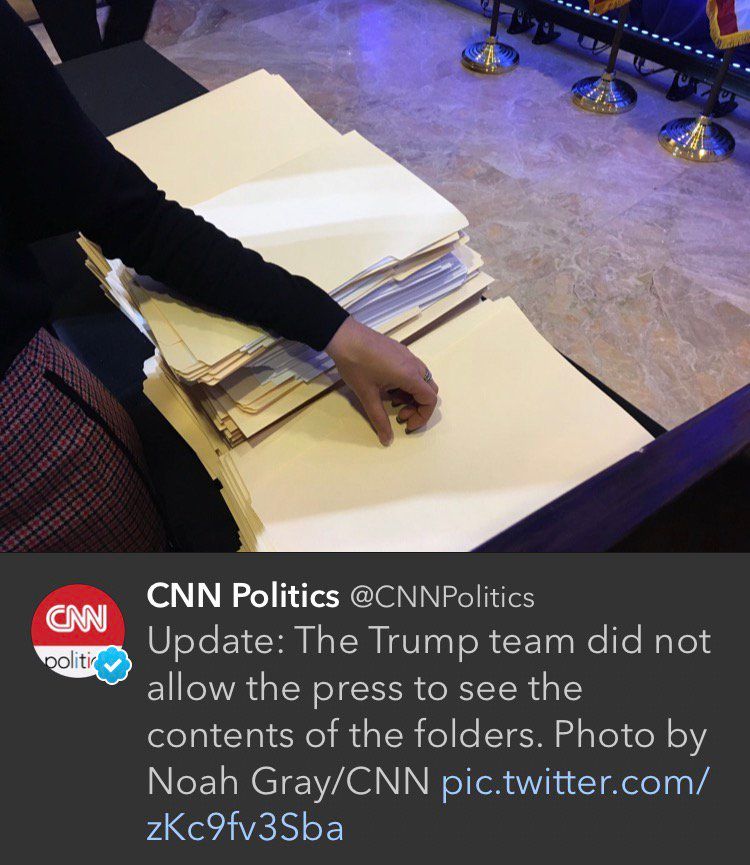 CNN
politic
CNN Politics @CNNPolitics
Update: The Trump team did not
allow the press to see the
contents of the folders. Photo by
Noah Gray/CNN pic.twitter.com/
zKc9fv3Sba